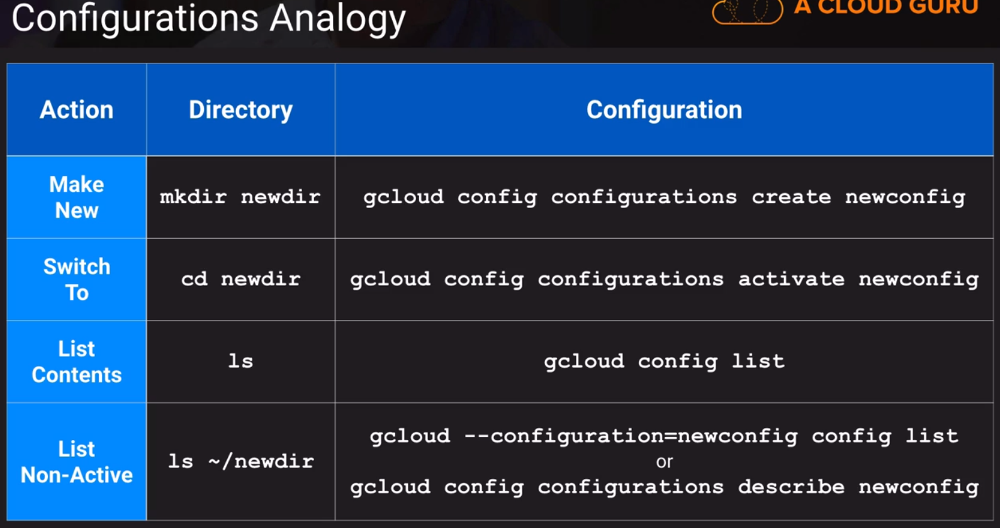 Configurations Analogy
A CLOUD GURU
Action
Directory
Configuration
Make
New
mkdir newdir
gcloud config configurations create newconfig
Switch
To
cd newdir
gcloud config configurations activate newconfig
List
Contents
ls
gcloud config list
List
Non-Active
ls ~/newdir
gcloud --configuration=newconfig config list
or
gcloud config configurations describe newconfig